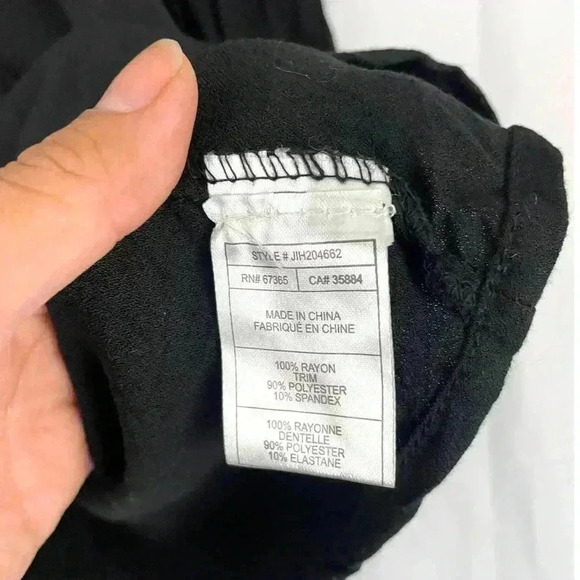 STYLE # JIH204662
RN# 67365 CA# 35884
MADE IN CHINA
FABRIQUÉ EN CHINE
100% RAYON
TRIM
90% POLYESTER
10% SPANDEX
100% RAYONNE
DENTELLE
90% POLYESTER
10% ELASTANE